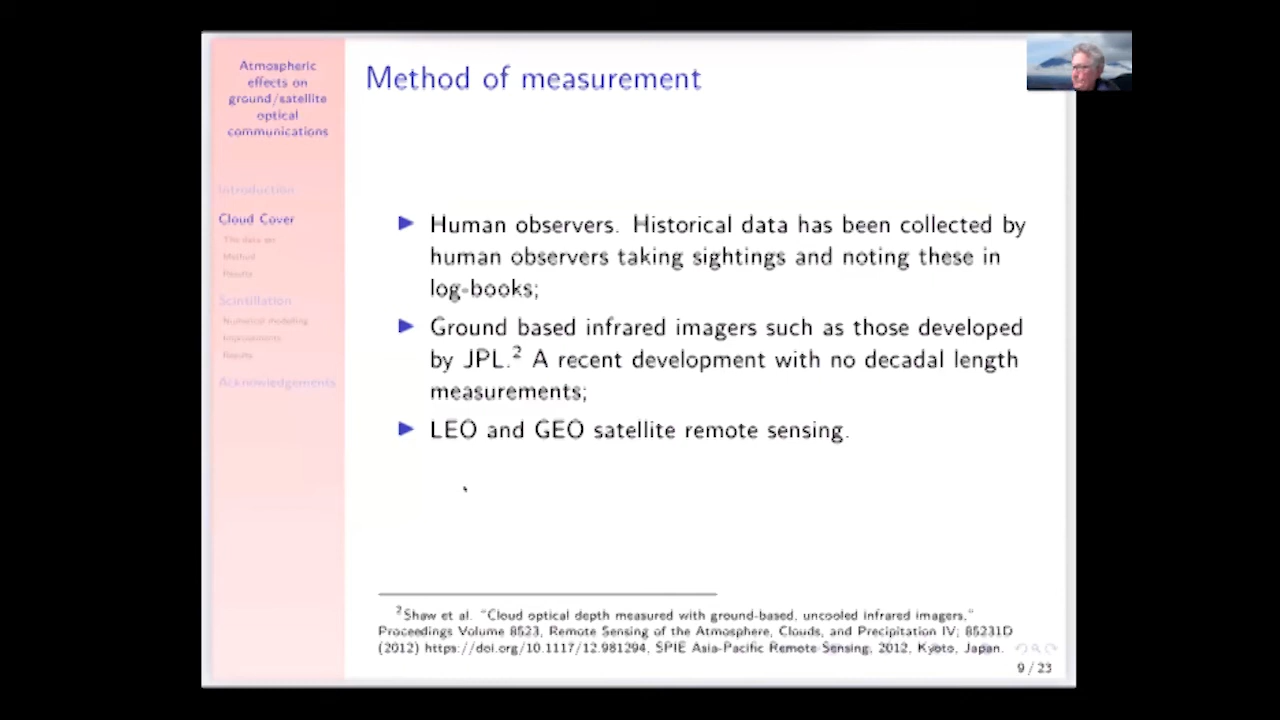 Atmospheric
effects on
ground/satellite
optical
communications
Introduction
Cloud Cover
The data set
Method
Results
Scintillation
Numerical modelling
Improvements
Results
Acknowledgements
Method of measurement
Human observers. Historical data has been collected by
human observers taking sightings and noting these in
log-books;
Ground based infrared imagers such as those developed
by JPL.² A recent development with no decadal length
measurements;
LEO and GEO satellite remote sensing.
²Shaw et al. "Cloud optical depth measured with ground-based, uncooled infrared imagers,"
Proceedings Volume 8523, Remote Sensing of the Atmosphere, Clouds, and Precipitation IV; 85231D
(2012) https://doi.org/10.1117/12.981294, SPIE Asia-Pacific Remote Sensing, 2012, Kyoto, Japan.
9 / 23